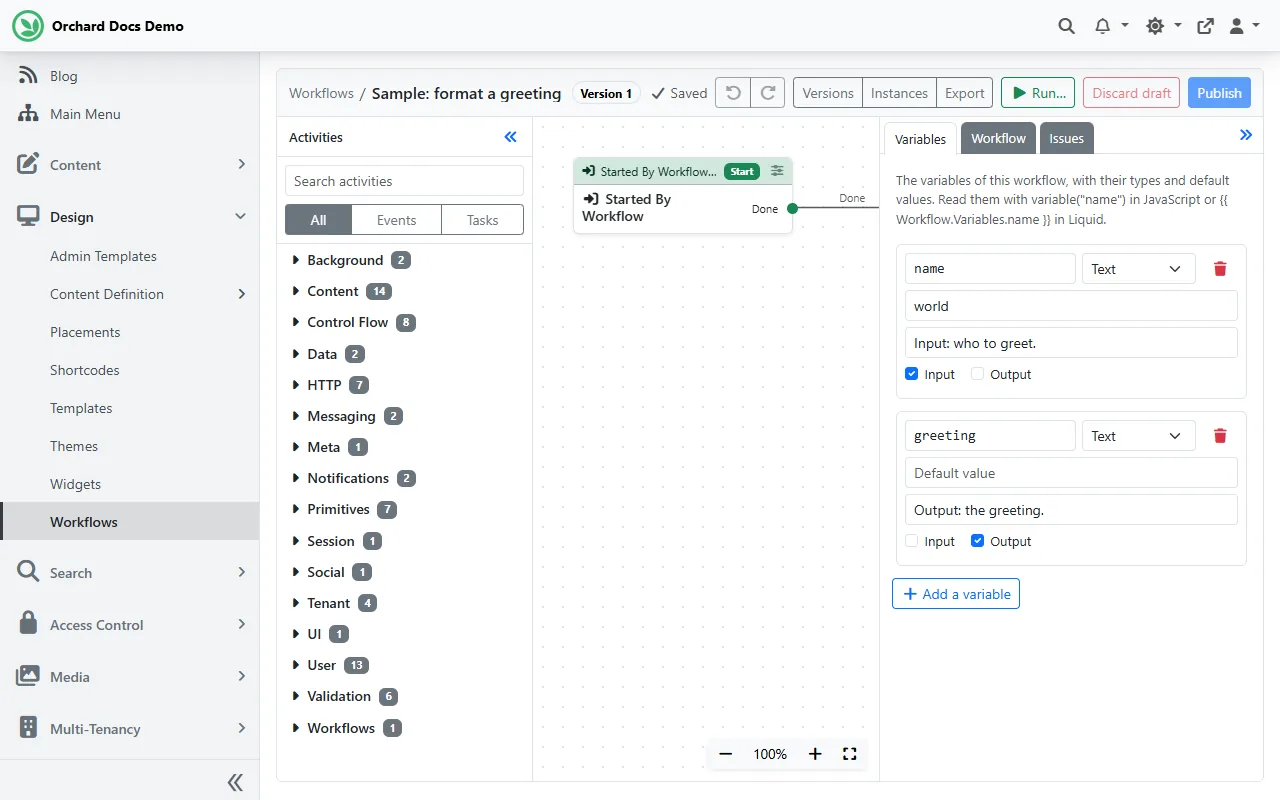 Orchard Docs Demo
Blog
Main Menu
Content
Design
Admin Templates
Content Definition
Placements
Shortcodes
Templates
Themes
Widgets
Workflows
Search
Access Control
Media
Multi-Tenancy
Workflows / Sample: format a greeting Version 1 Saved Versions Instances Export Run... Discard draft Publish
Activities
Search activities
All Events Tasks
Background 2
Content 14
Control Flow 8
Data 2
HTTP 7
Messaging 2
Meta 1
Notifications 2
Primitives 7
Session 1
Social 1
Tenant 4
UI 1
User 13
Validation 6
Workflows 1
Started By Workflow... Start
Started By
Workflow
Done
Done
100%
Variables Workflow Issues
The variables of this workflow, with their types and default
values. Read them with variable("name") in JavaScript or {{
Workflow.Variables.name }} in Liquid.
name Text
world
Input: who to greet.
Input Output
greeting Text
Default value
Output: the greeting.
Input Output
Add a variable